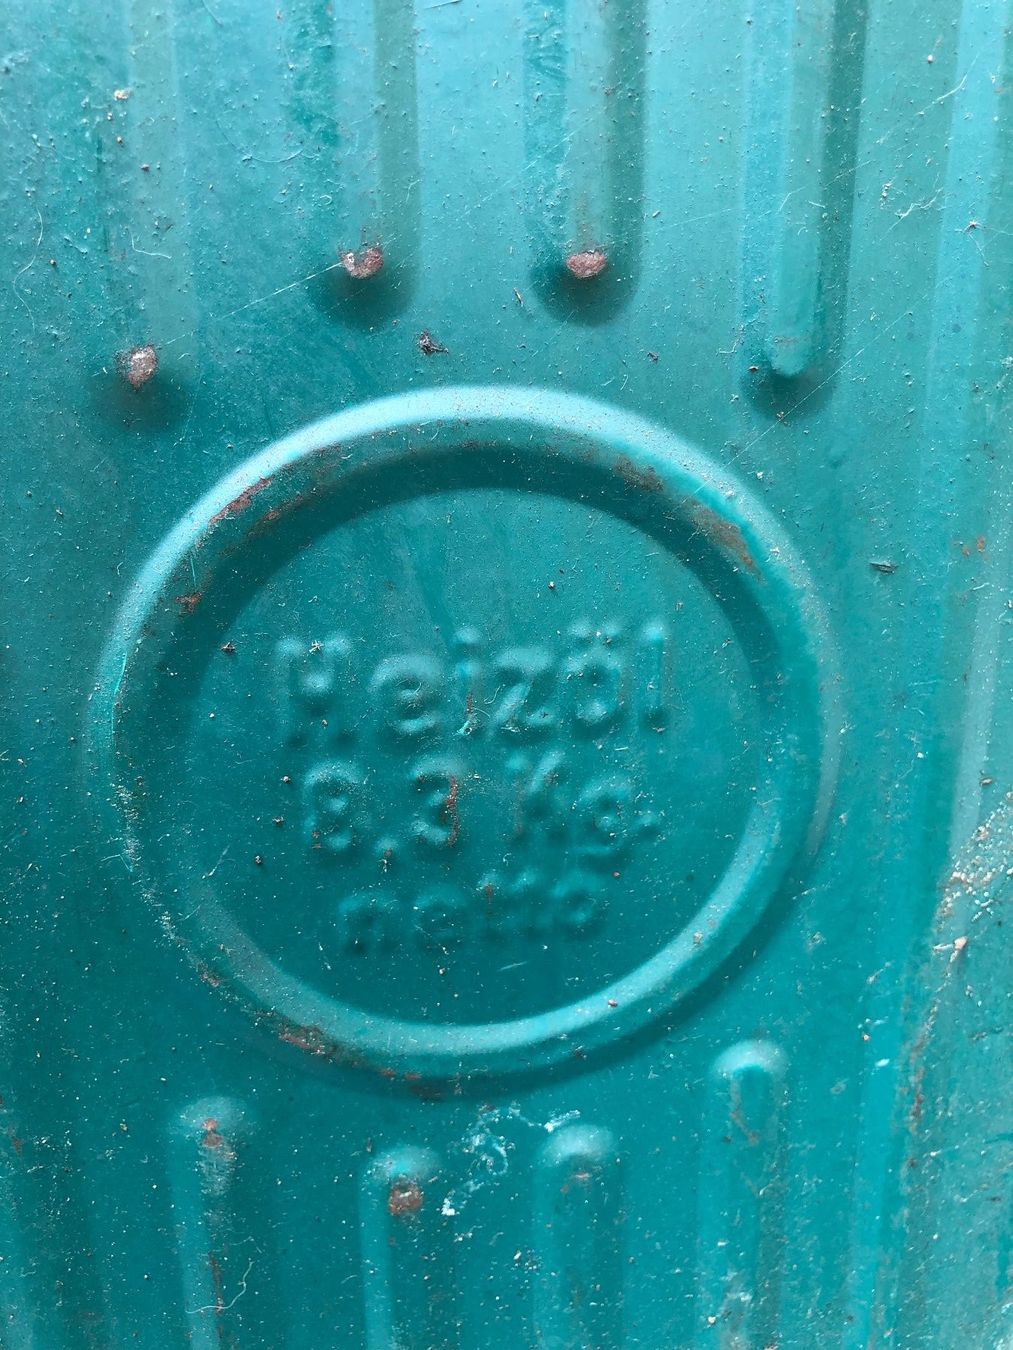 Heizöl
8,3 Kg.
netto